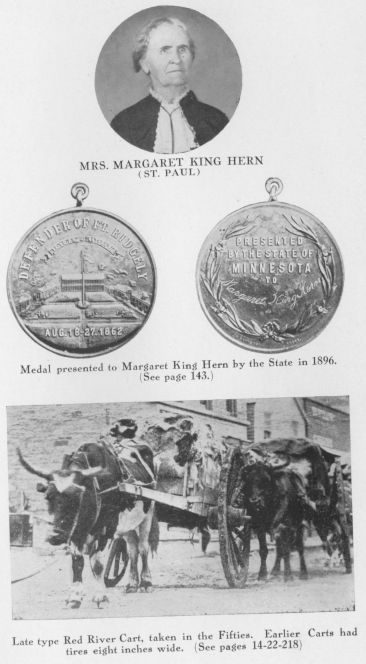 MRS. MARGARET KING HERN
(ST. PAUL)
DEFENDER OF FT. RIDGELY
AUG. 18-27. 1862
PRESENTED
BY THE STATE OF
MINNESOTA
TO
Margaret King Hern
Medal presented to Margaret King Hern by the State in 1896.
(See page 143.)
Late type Red River Cart, taken in the Fifties. Earlier Carts had
tires eight inches wide. (See pages 14-22-218)